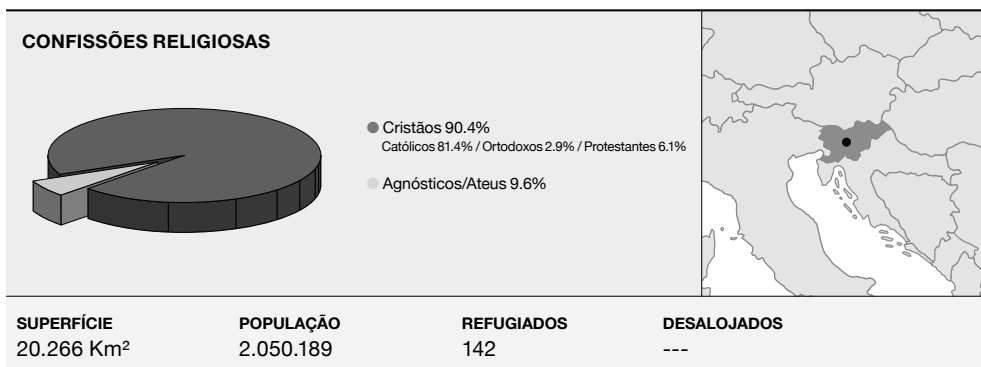 CONFISSÕES RELIGIOSAS
Cristãos 90.4%
Católicos 81.4% / Ortodoxos 2.9% / Protestantes 6.1%
Agnósticos/Ateus 9.6%
SUPERFÍCIE POPULAÇÃO REFUGIADOS DESALOJADOS
20.266 Km² 2.050.189 142 ---